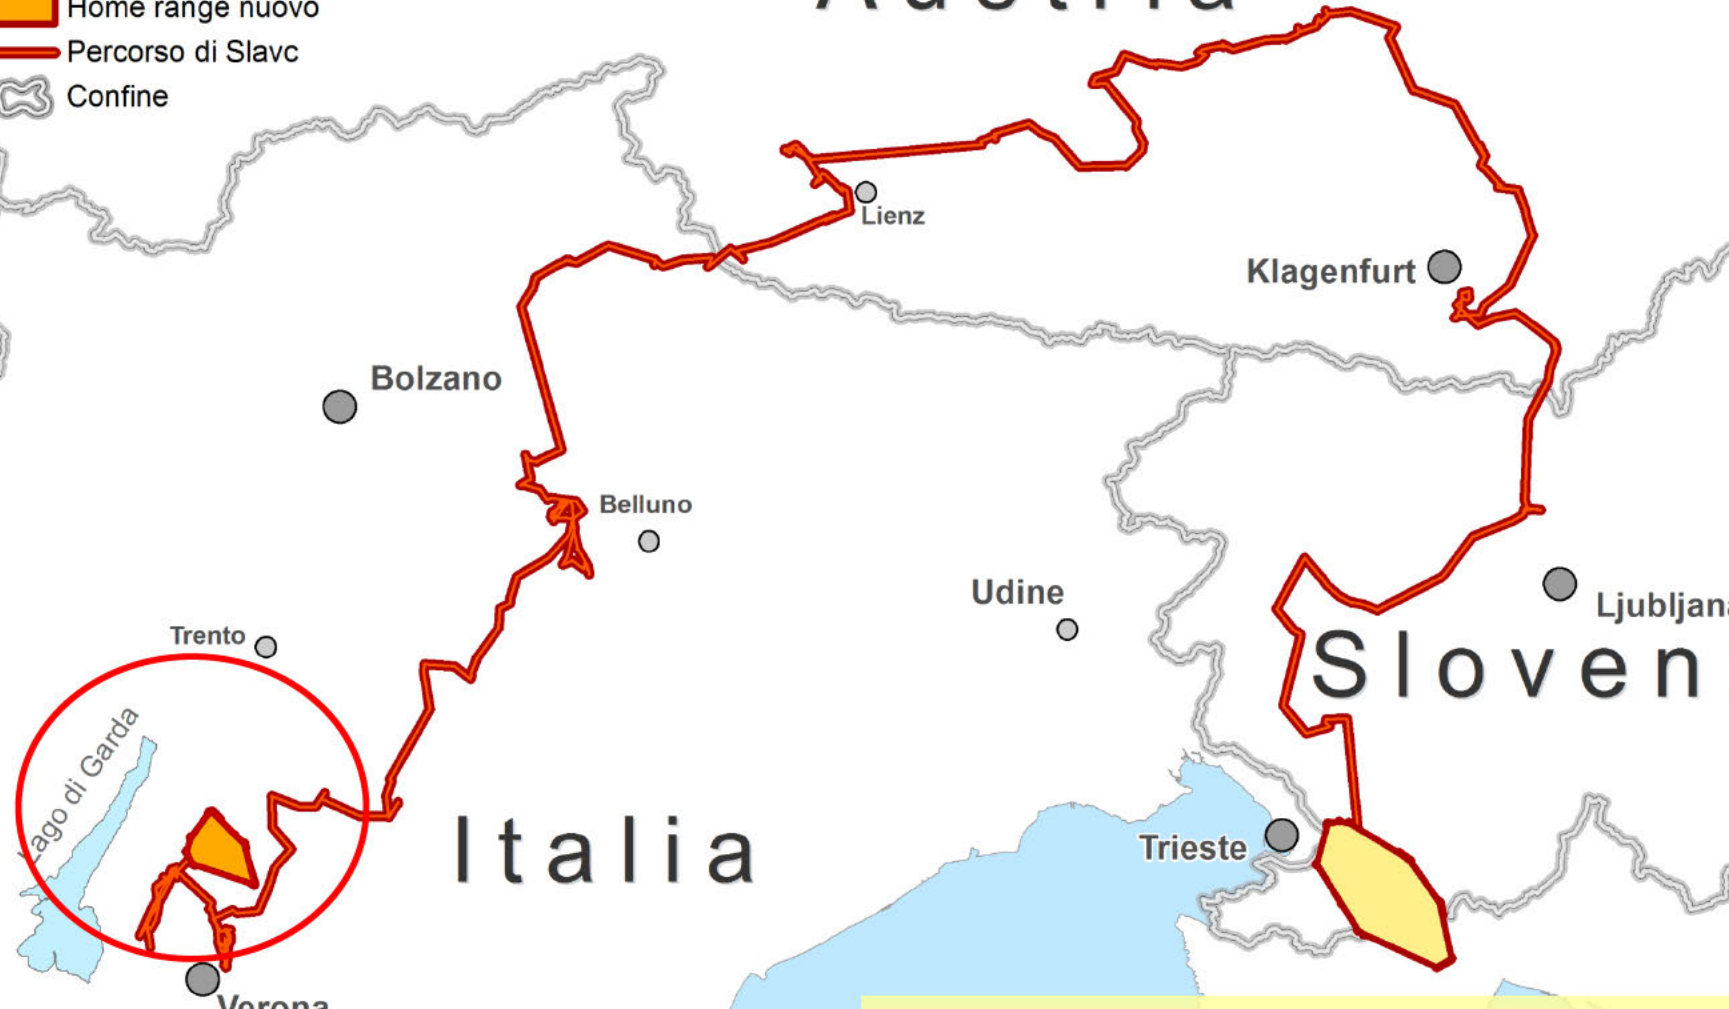 Home range nuovo
Austria
Percorso di Slavc
Confine
Lienz
Klagenfurt
Bolzano
Belluno
Udine
Ljubljana
Trento
Sloven
Lago di Garda
Italia
Trieste
Verona